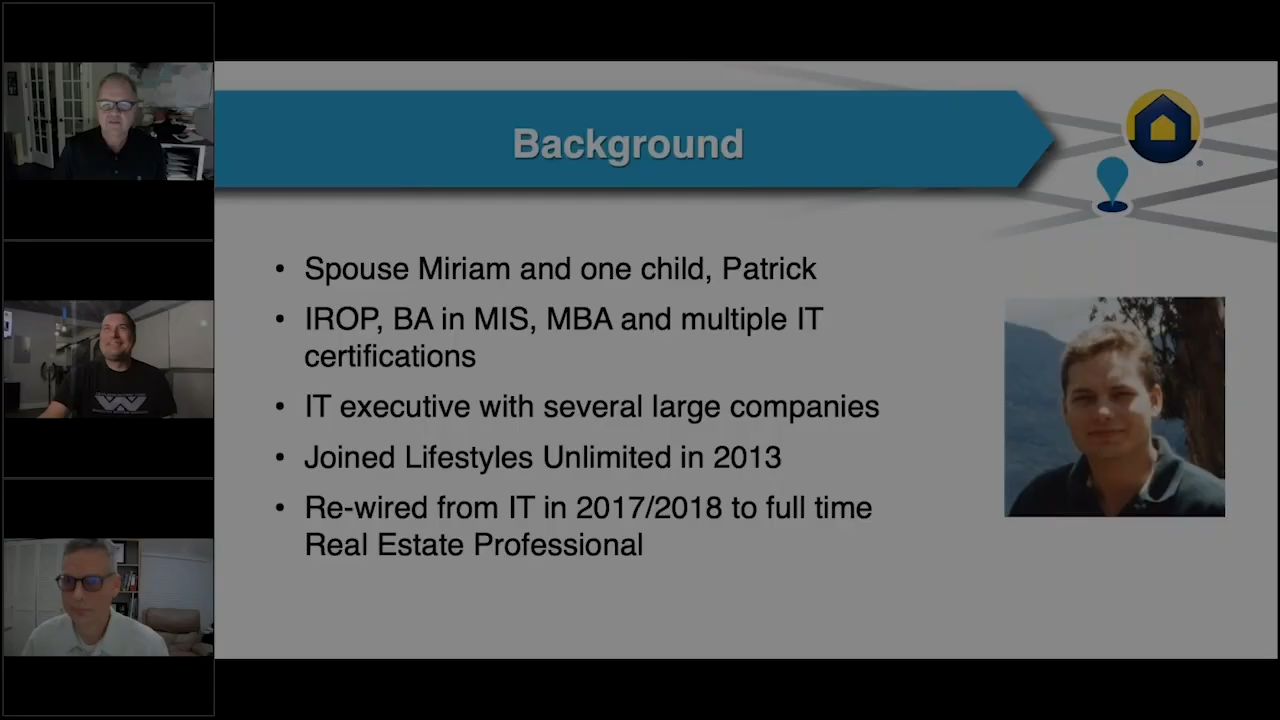 Background
• Spouse Miriam and one child, Patrick
• IROP, BA in MIS, MBA and multiple IT
certifications
• IT executive with several large companies
• Joined Lifestyles Unlimited in 2013
• Re-wired from IT in 2017/2018 to full time
Real Estate Professional